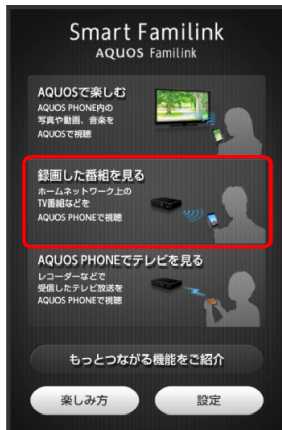 Smart Familink
AQUOS Familink
AQUOSで楽しむ
AQUOS PHONE内の
写真や動画、音楽を
AQUOSで視聴
録画した番組を見る
ホームネットワーク上の
TV番組などを
AQUOS PHONEで視聴
AQUOS PHONEでテレビを見る
レコーダーなどで
受信したテレビ放送を
AQUOS PHONEで視聴
もっとつながる機能をご紹介
楽しみ方
設定